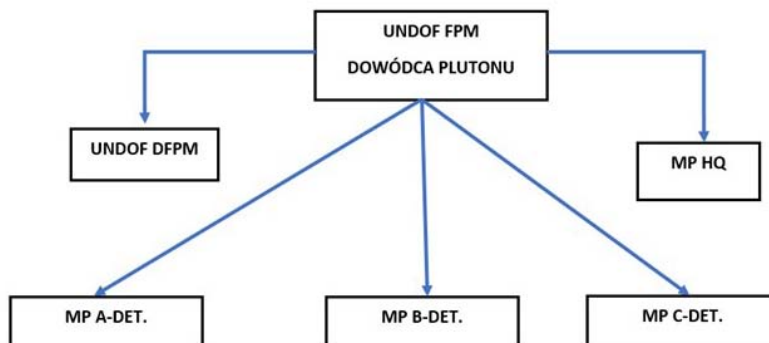 UNDOF FPM
DOWÓDCA PLUTONU
UNDOF DFPM
MP HQ
MP A-DET.
MP B-DET.
MP C-DET.